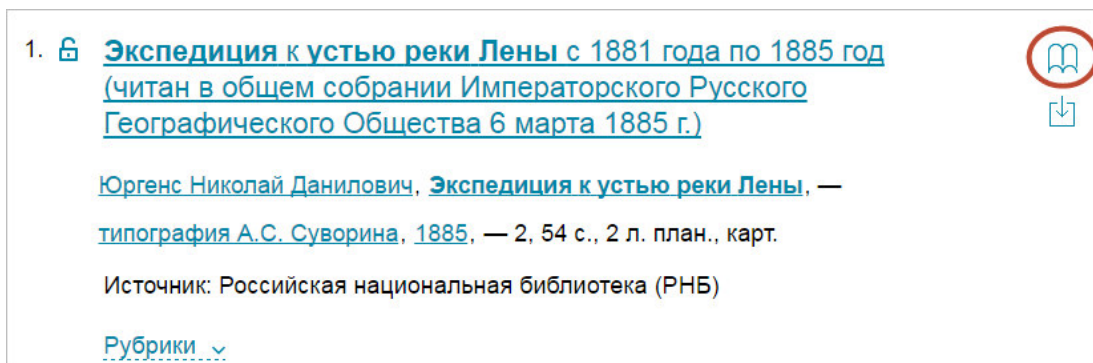 1. Экспедиция к устью реки Лены с 1881 года по 1885 год
(читан в общем собрании Императорского Русского
Географического Общества 6 марта 1885 г.)
Юргенс Николай Данилович, Экспедиция к устью реки Лены, —
типография А.С. Суворина, 1885, — 2, 54 с., 2 л. план., карт.
Источник: Российская национальная библиотека (РНБ)
Рубрики